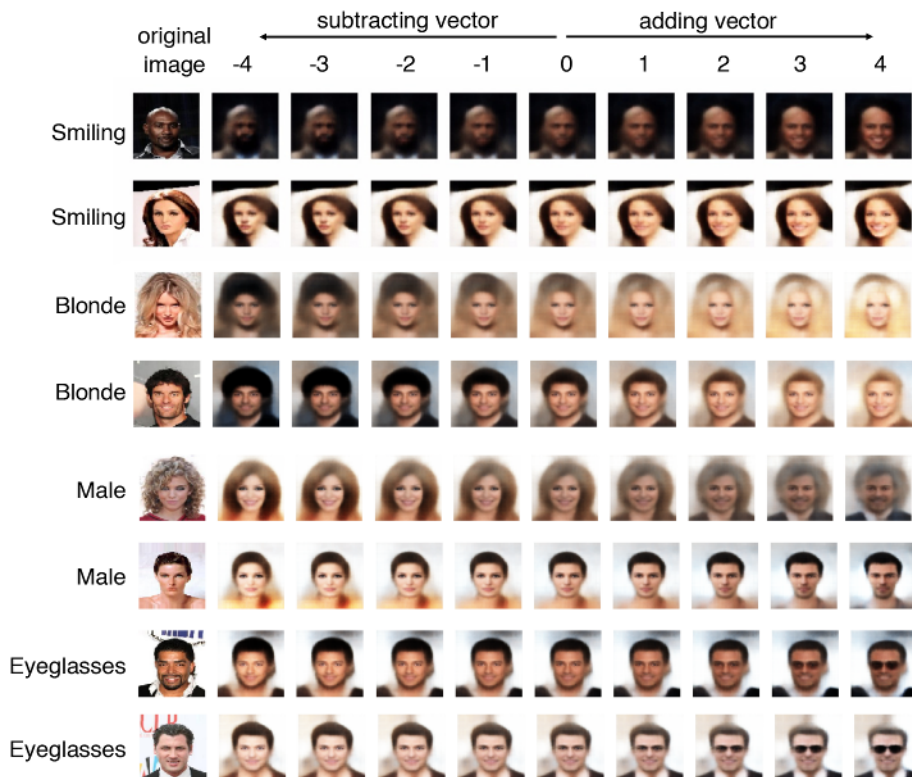 subtracting vector adding vector
original
image -4 -3 -2 -1 0 1 2 3 4
Smiling
Smiling
Blonde
Blonde
Male
Male
Eyeglasses
Eyeglasses